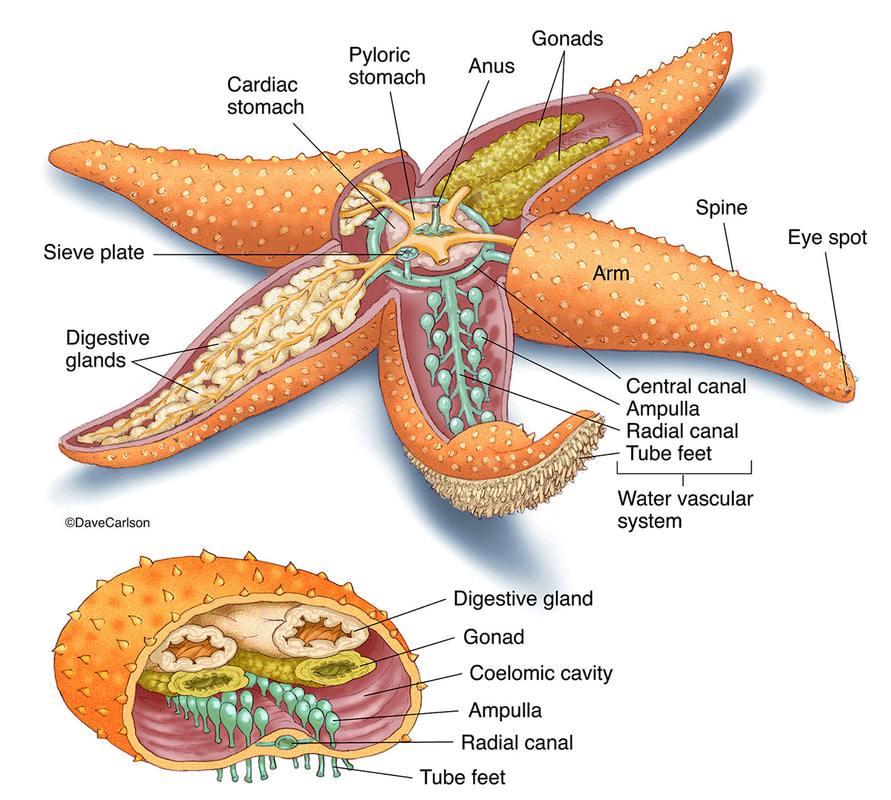 Gonads
Pyloric
stomach
Anus
Cardiac
stomach
Spine
Eye spot
Sieve plate
Arm
Digestive
glands
Central canal
Ampulla
Radial canal
Tube feet
Water vascular
system
©DaveCarlson
Digestive gland
Gonad
Coelomic cavity
Ampulla
Radial canal
Tube feet